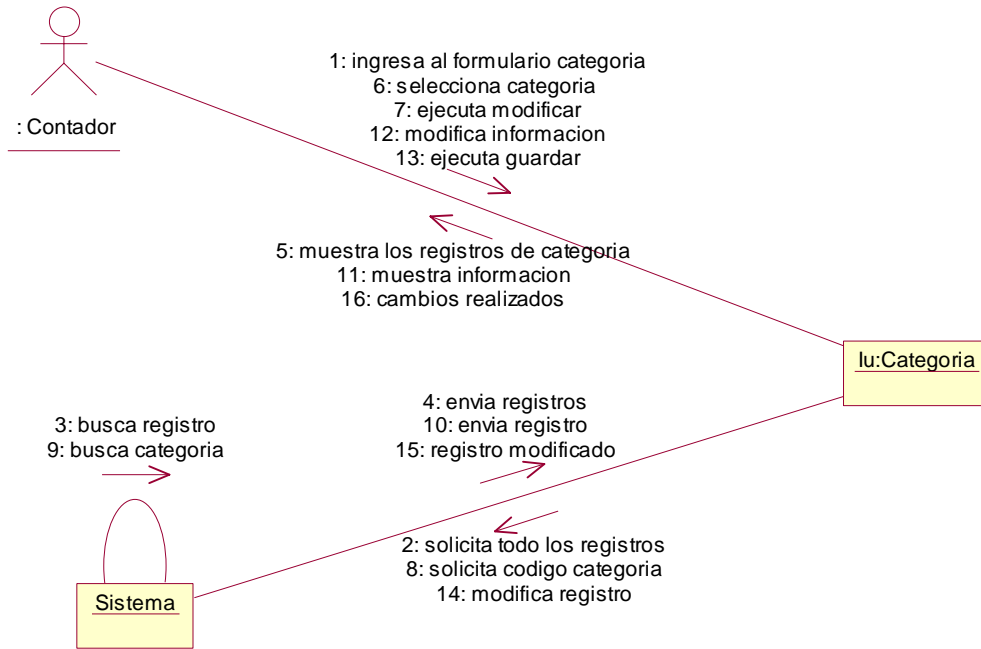 1: ingresa al formulario categoria
6: selecciona categoria
7: ejecuta modificar
12: modifica informacion
13: ejecuta guardar
: Contador
5: muestra los registros de categoria
11: muestra informacion
16: cambios realizados
Iu:Categoria
4: envia registros
10: envia registro
15: registro modificado
3: busca registro
9: busca categoria
2: solicita todo los registros
8: solicita codigo categoria
14: modifica registro
Sistema